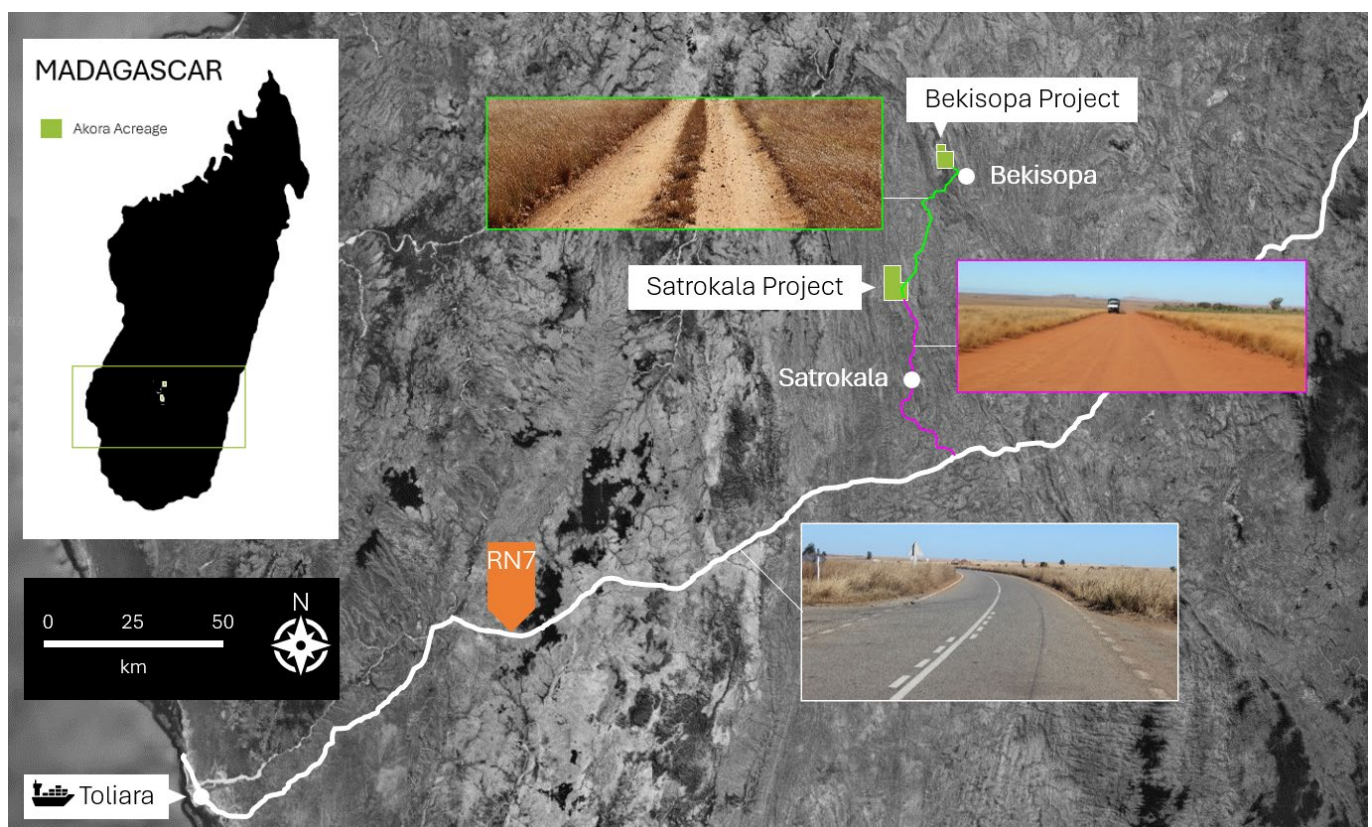 MADAGASCAR
Akora Acreage
Bekisopa Project
Bekisopa
Satrokala Project
Satrokala
RN7
N
0 25 50
km
Toliara